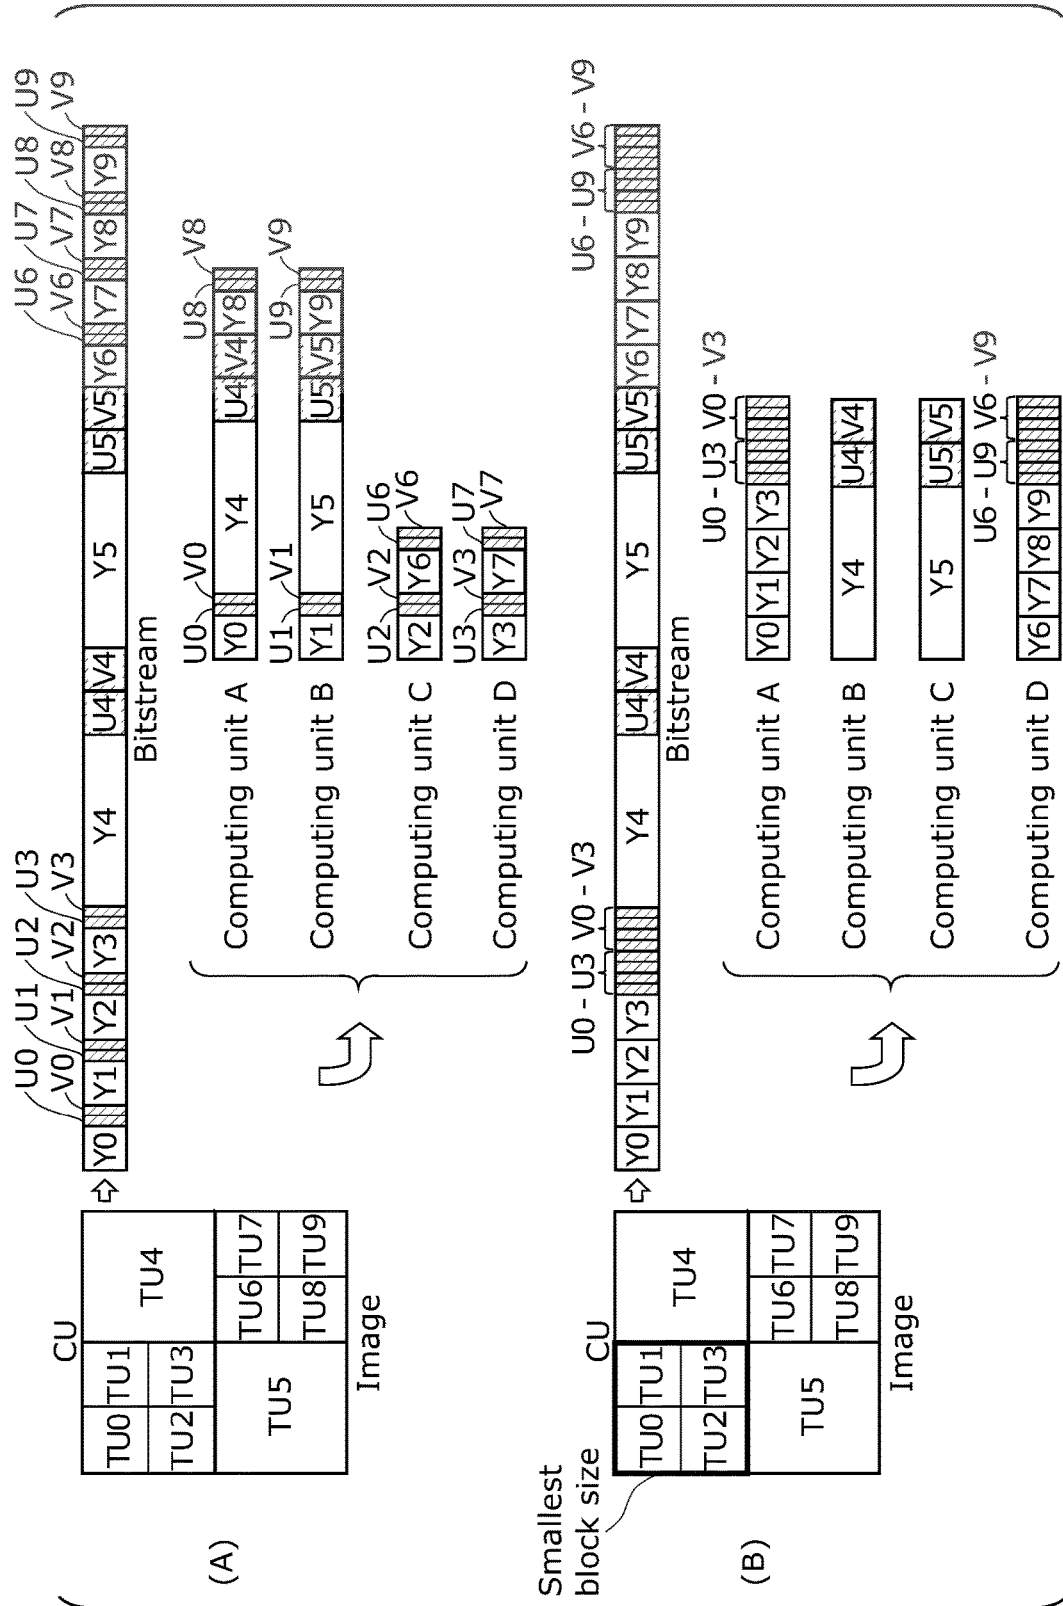 (A)
CU
TU0 TU1 TU4
TU2 TU3
TU5 TU6 TU7
TU8 TU9
Image
U0 U1 U2 U3 U6 U7 U8 U9
V0 V1 V2 V3 V6 V7 V8 V9
Y0 Y1 Y2 Y3 Y4 U4 V4 Y5 U5 V5 Y6 Y7 Y8 Y9
Bitstream
U0 V0 U8 V8
Computing unit A Y0 Y4 U4 V4 Y8
U1 V1 U9 V9
Computing unit B Y1 Y5 U5 V5 Y9
U2 V2 U6 V6
Computing unit C Y2 Y6
U3 V3 U7 V7
Computing unit D Y3 Y7
(B)
Smallest
block size
CU
TU0 TU1 TU4
TU2 TU3
TU5 TU6 TU7
TU8 TU9
Image
U0 - U3 V0 - V3 U6 - U9 V6 - V9
Y0 Y1 Y2 Y3 Y4 U4 V4 Y5 U5 V5 Y6 Y7 Y8 Y9
Bitstream
U0 - U3 V0 - V3
Computing unit A Y0 Y1 Y2 Y3
Computing unit B Y4 U4 V4
Computing unit C Y5 U5 V5
U6 - U9 V6 - V9
Computing unit D Y6 Y7 Y8 Y9